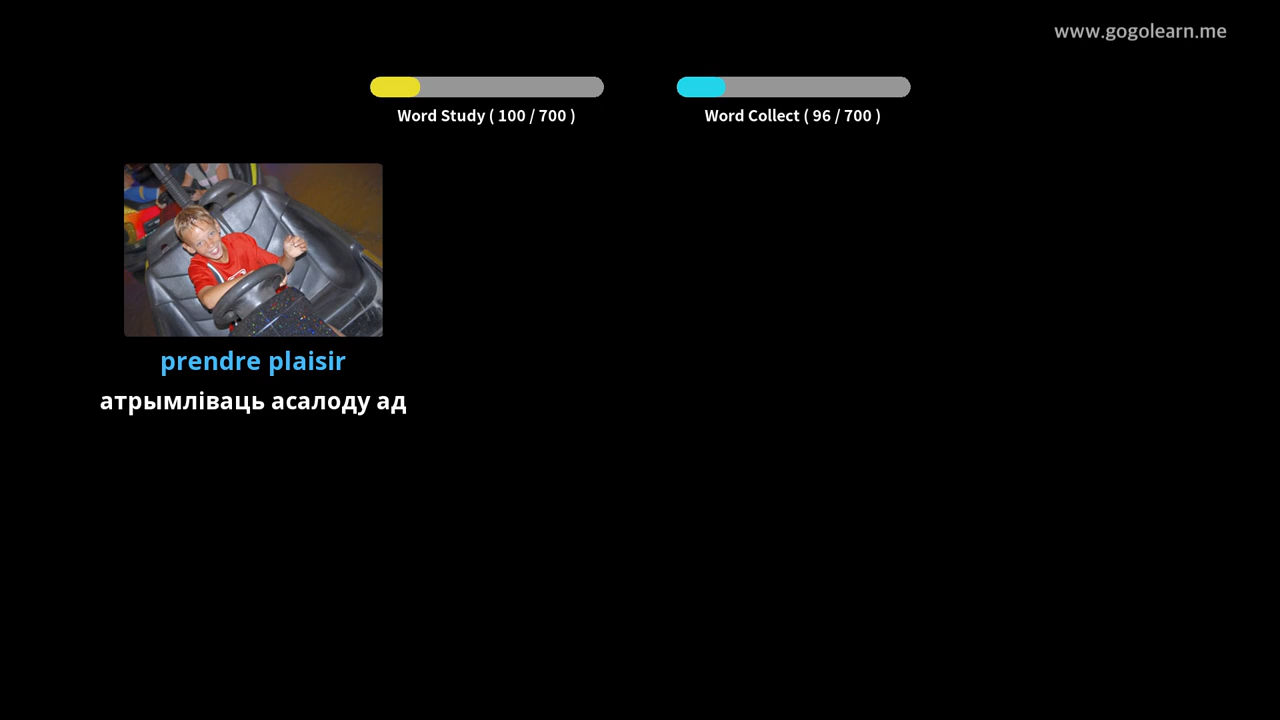 www.gogolearn.me
Word Study ( 100 / 700 )
Word Collect ( 96 / 700 )
prendre plaisir
атрымліваць асалоду ад